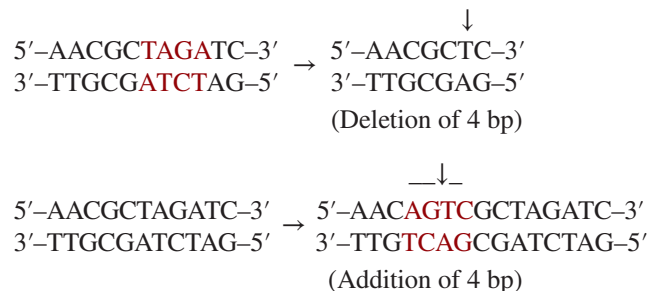 5′–AACGCTAGATC–3′ → 5′–AACGCTC–3′
3′–TTGCGATCTAG–5′ 3′–TTGCGAG–5′
(Deletion of 4 bp)
5′–AACGCTAGATC–3′ → 5′–AACAGTCGCTAGATC–3′
3′–TTGCGATCTAG–5′ 3′–TTGTCAGCGATCTAG–5′
(Addition of 4 bp)